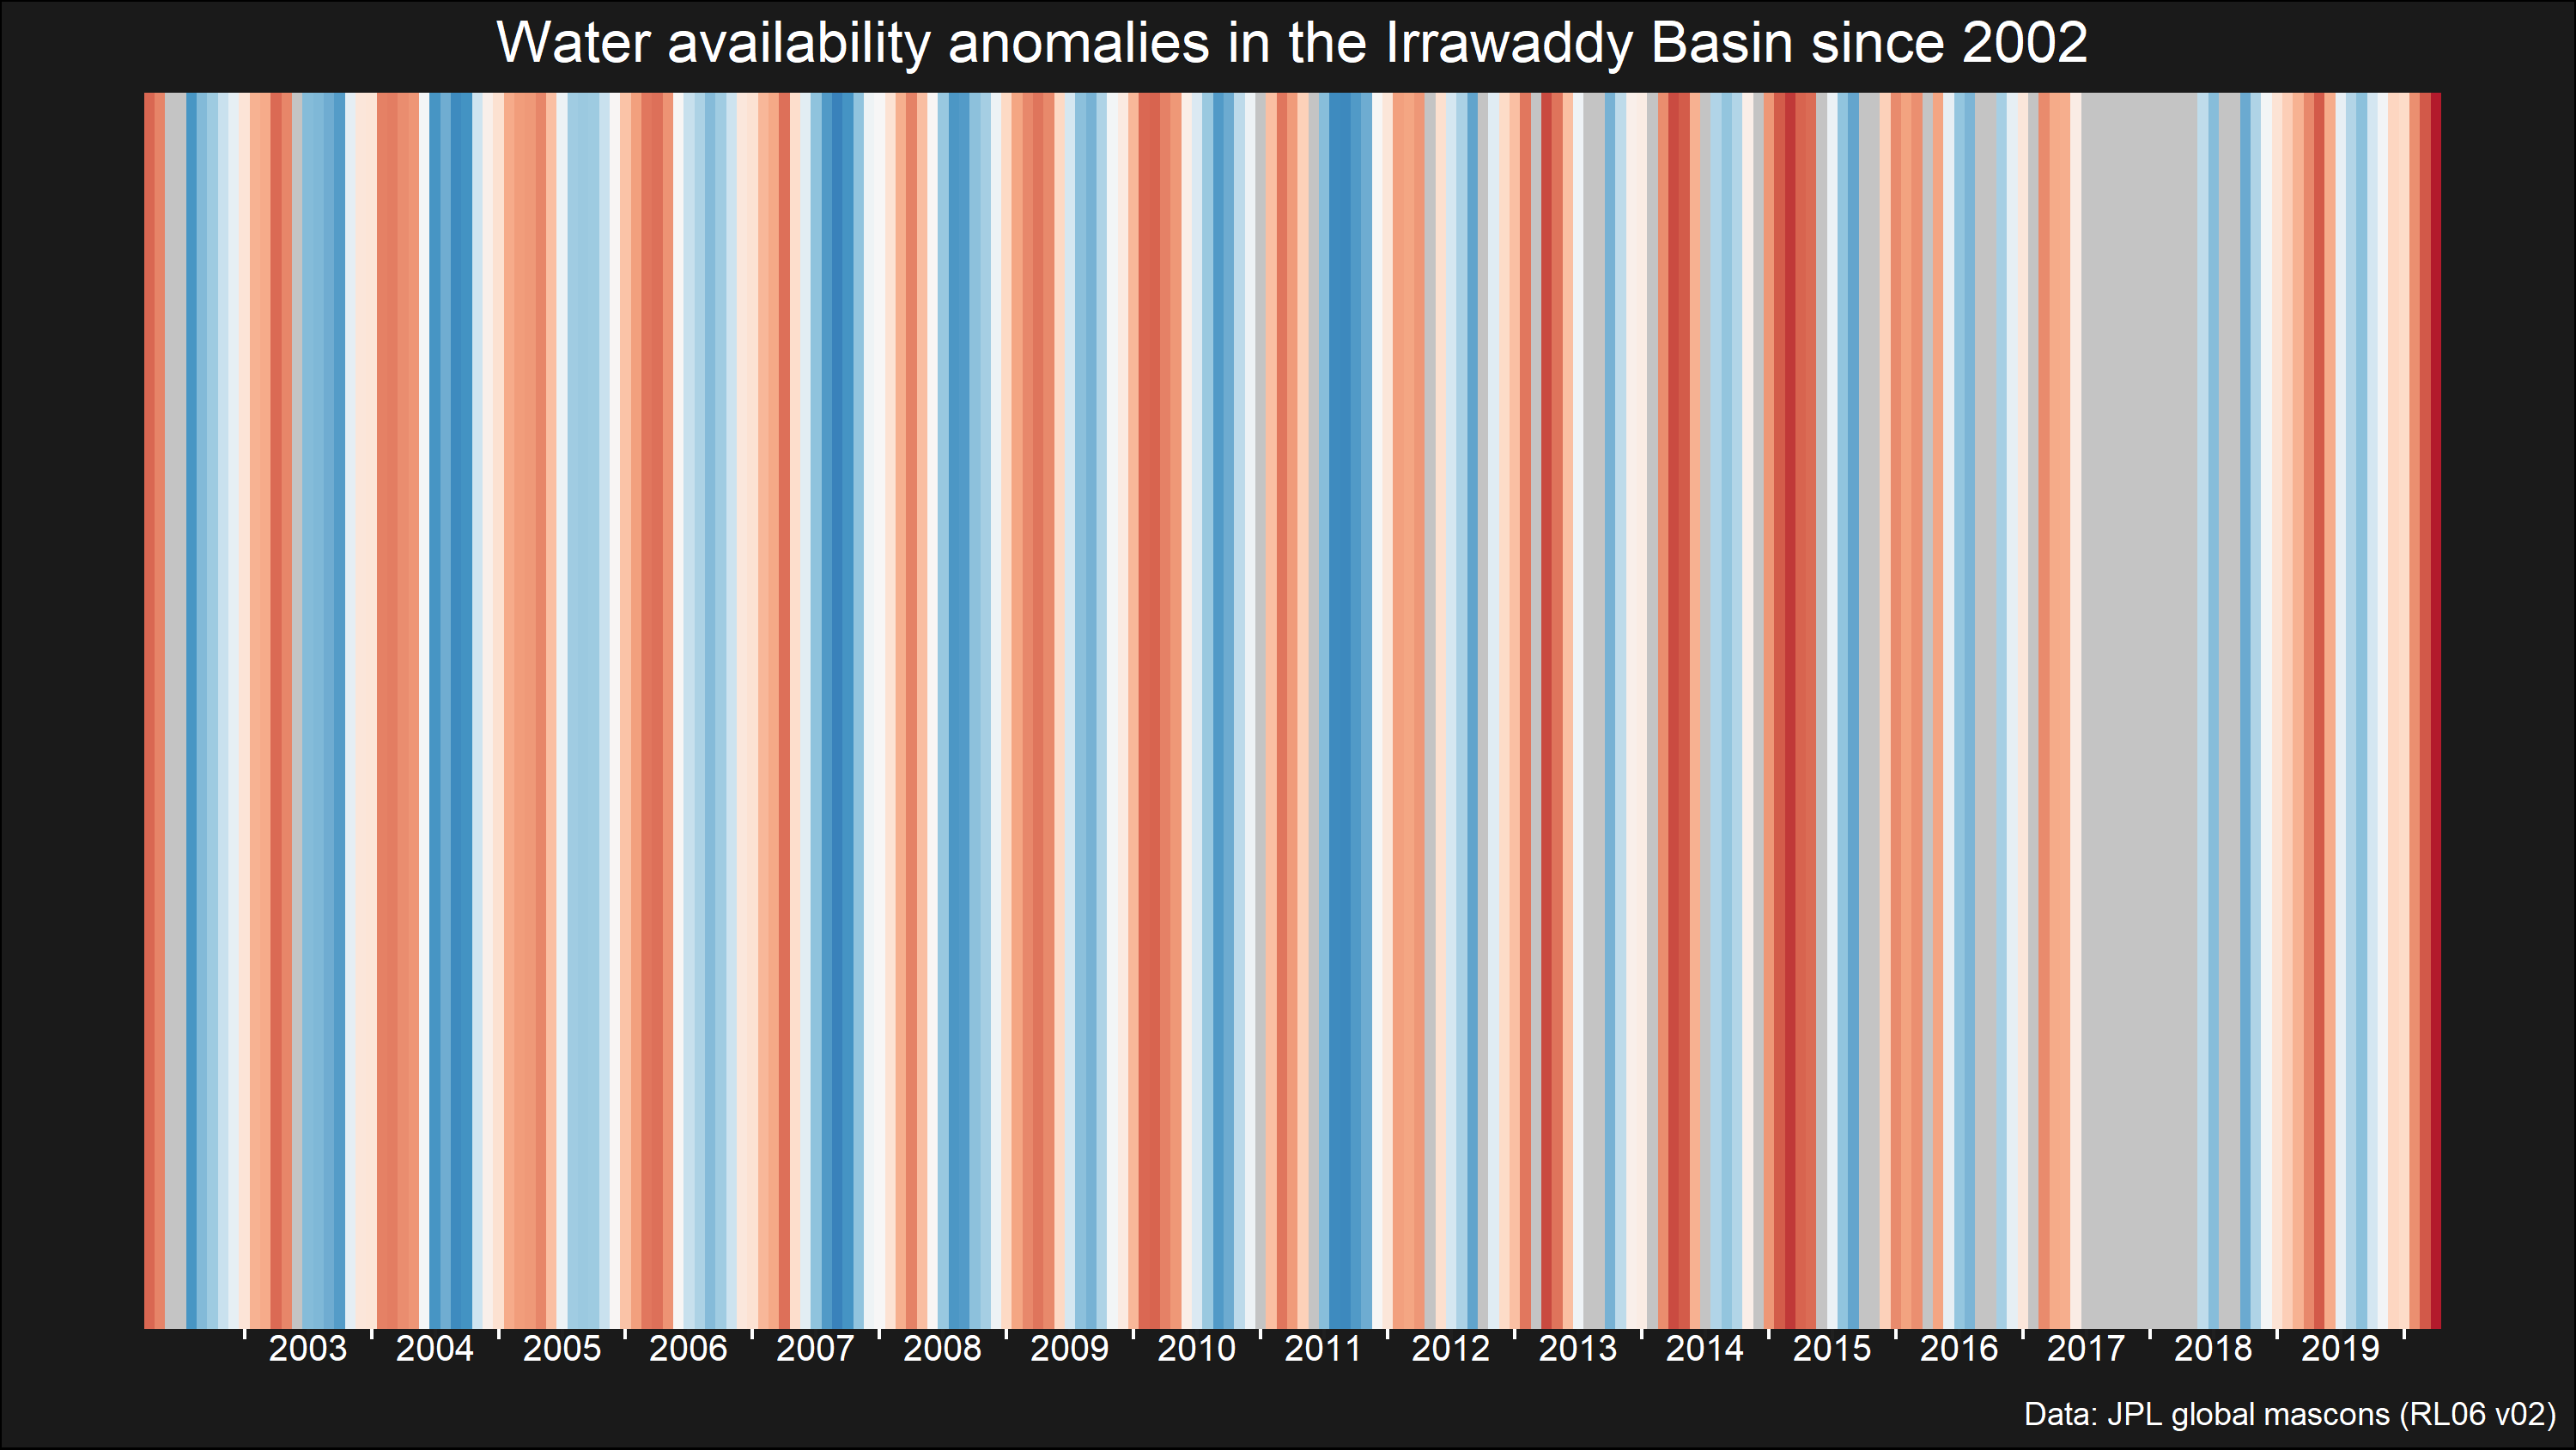 Water availability anomalies in the Irrawaddy Basin since 2002
2003 2004 2005 2006 2007 2008 2009 2010 2011 2012 2013 2014 2015 2016 2017 2018 2019
Data: JPL global mascons (RL06 v02)